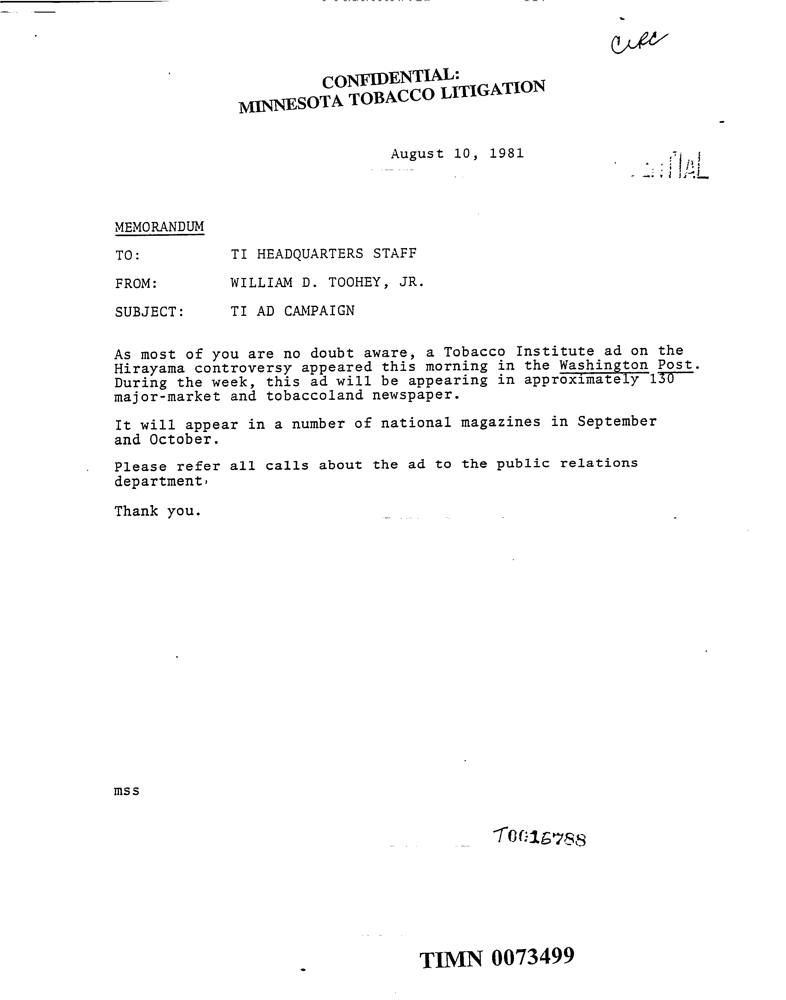 CONFIDENTIAL:
MINNESOTA TOBACCO LITIGATION
August 10, 1981
MEMORANDUM
TO: TI HEADQUARTERS STAFF
FROM: WILLIAM D. TOOHEY, JR.
SUBJECT: TI AD CAMPAIGN
As most of you are no doubt aware, a Tobacco Institute ad on the
Hirayama controversy appeared this morning in the Washington Post.
During the week, this ad will be appearing in approximately 130
major-market and tobaccoland newspaper.
It will appear in a number of national magazines in September
and October.
Please refer all calls about the ad to the public relations
department.
Thank you.
mss
TIMN 0073499